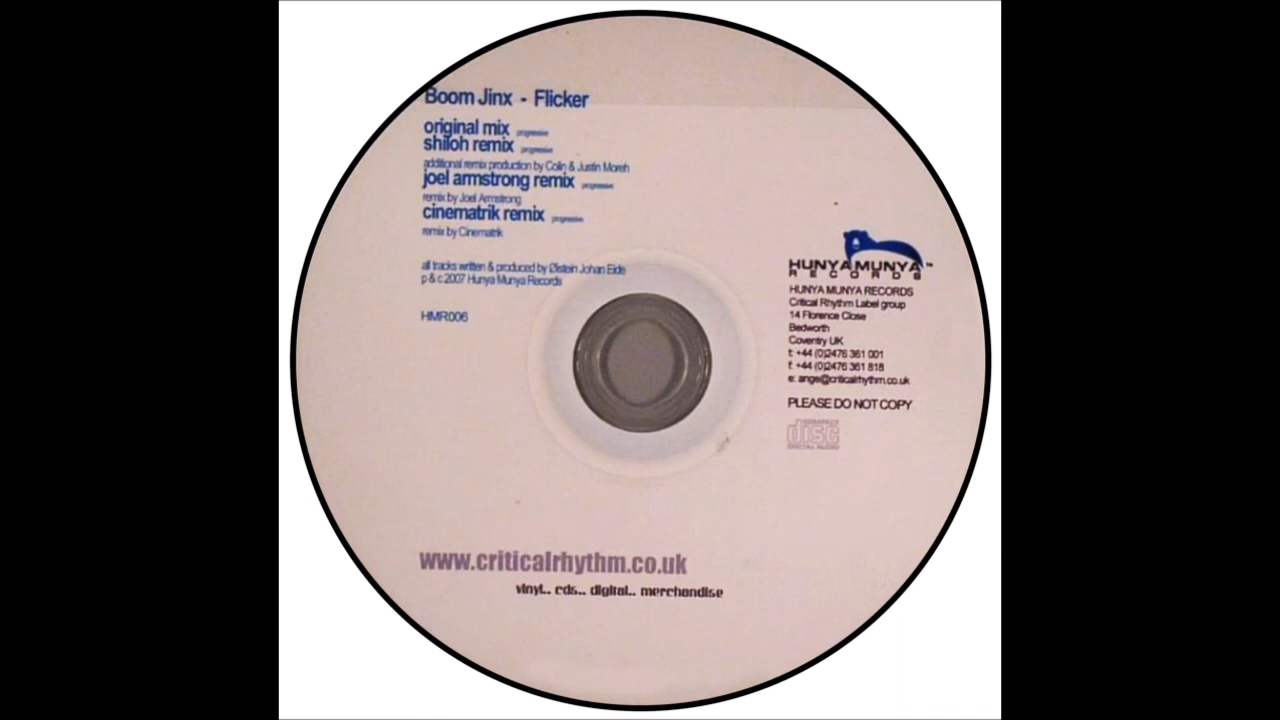 Boom Jinx - Flicker
original mix progressive
shiloh remix progressive
additional remix production by Colin & Justin Moreh
joel armstrong remix progressive
remix by Joel Armstrong
cinematrik remix progressive
remix by Cinematrik
all tracks written & produced by Øistein Johan Eide
p & c 2007 Hunya Munya Records
HMR006
HUNYA MUNYA™
RECORDS
HUNYA MUNYA RECORDS
Critical Rhythm Label group
14 Florence Close
Bedworth
Coventry UK
t: +44 (0)2476 361 001
f: +44 (0)2476 361 818
e: ange@criticalrhythm.co.uk
PLEASE DO NOT COPY
COMPACT
disc
DIGITAL AUDIO
www.criticalrhythm.co.uk
vinyl.. cds.. digital.. merchandise